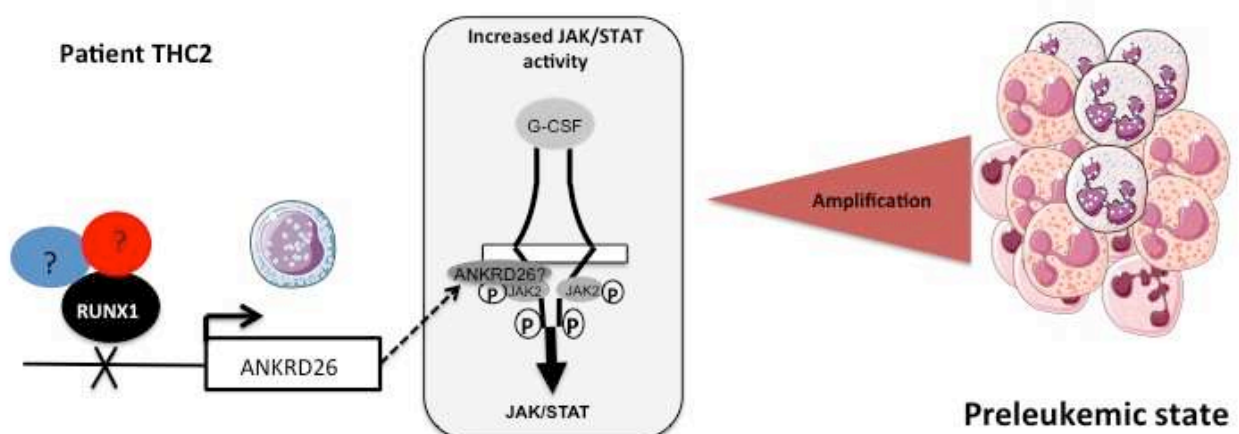 Patient THC2
Increased JAK/STAT
activity
G-CSF
Amplification
?
?
RUNX1
ANKRD26
ANKRD26?
P
JAK2
JAK2
P
P
P
JAK/STAT
Preleukemic state